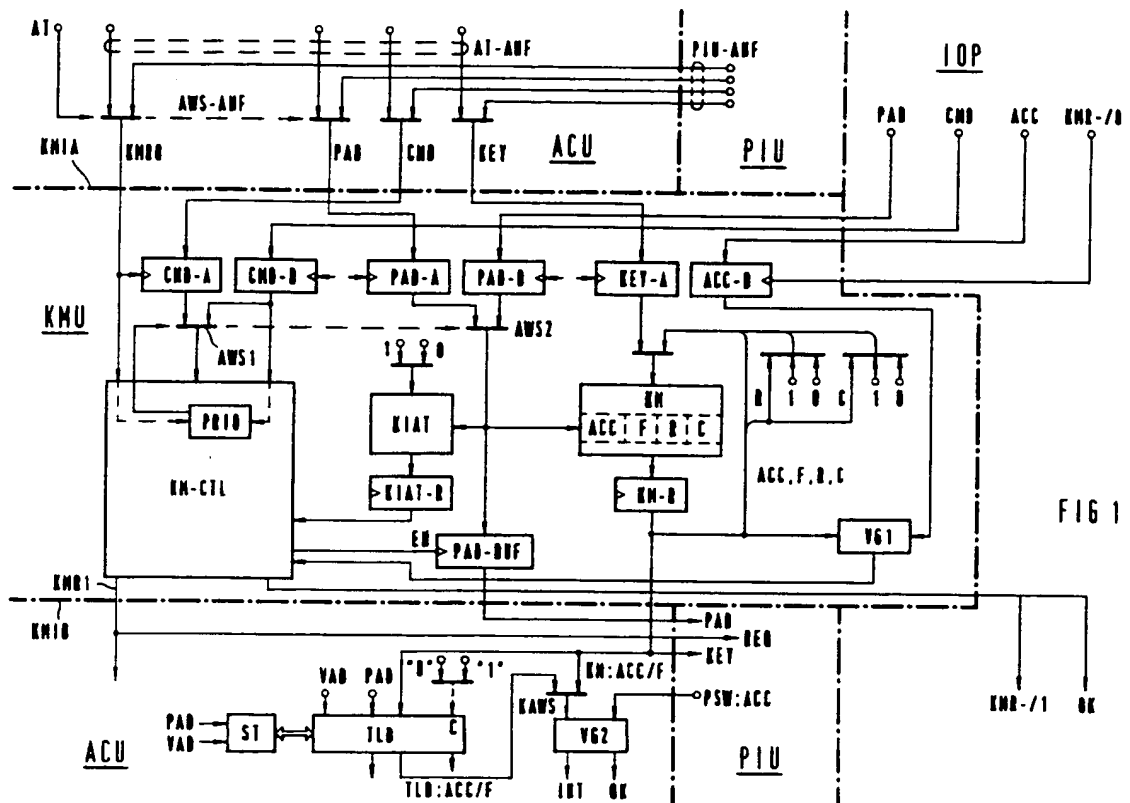 AT
AT-ANF
PIU-ANF
IOP
AWS-ANF
PAD
CMD
ACC
KMR-/0
KMIA
KMR0
PAD
CMD
KEY
ACU
PIU
CMD-A
CMD-B
PAD-A
PAD-B
KEY-A
ACC-B
KMU
AWS1
AWS2
1
0
R
1
0
C
1
0
PRIO
KIAT
KM
ACC
F
R
C
KM-CTL
KIAT-R
KM-R
ACC,F,R,C
FIG 1
EN
PAD-BUF
VG1
KMR1
KMIB
PAD
REQ
KEY
VAD
PAD
"0"
"1"
KM:ACC/F
KAWS
PSW:ACC
KMR-/1
OK
PAD
VAD
ST
TLB
C
VG2
ACU
TLB:ACC/F
INT
OK
PIU